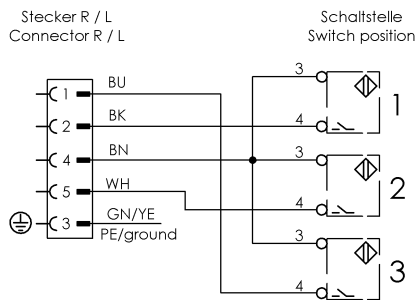 Stecker R / L
Connector R / L
Schaltstelle
Switch position
1 BU
2 BK
4 BN
5 WH
3 GN/YE
PE/ground
3
4
1
3
4
2
3
4
3